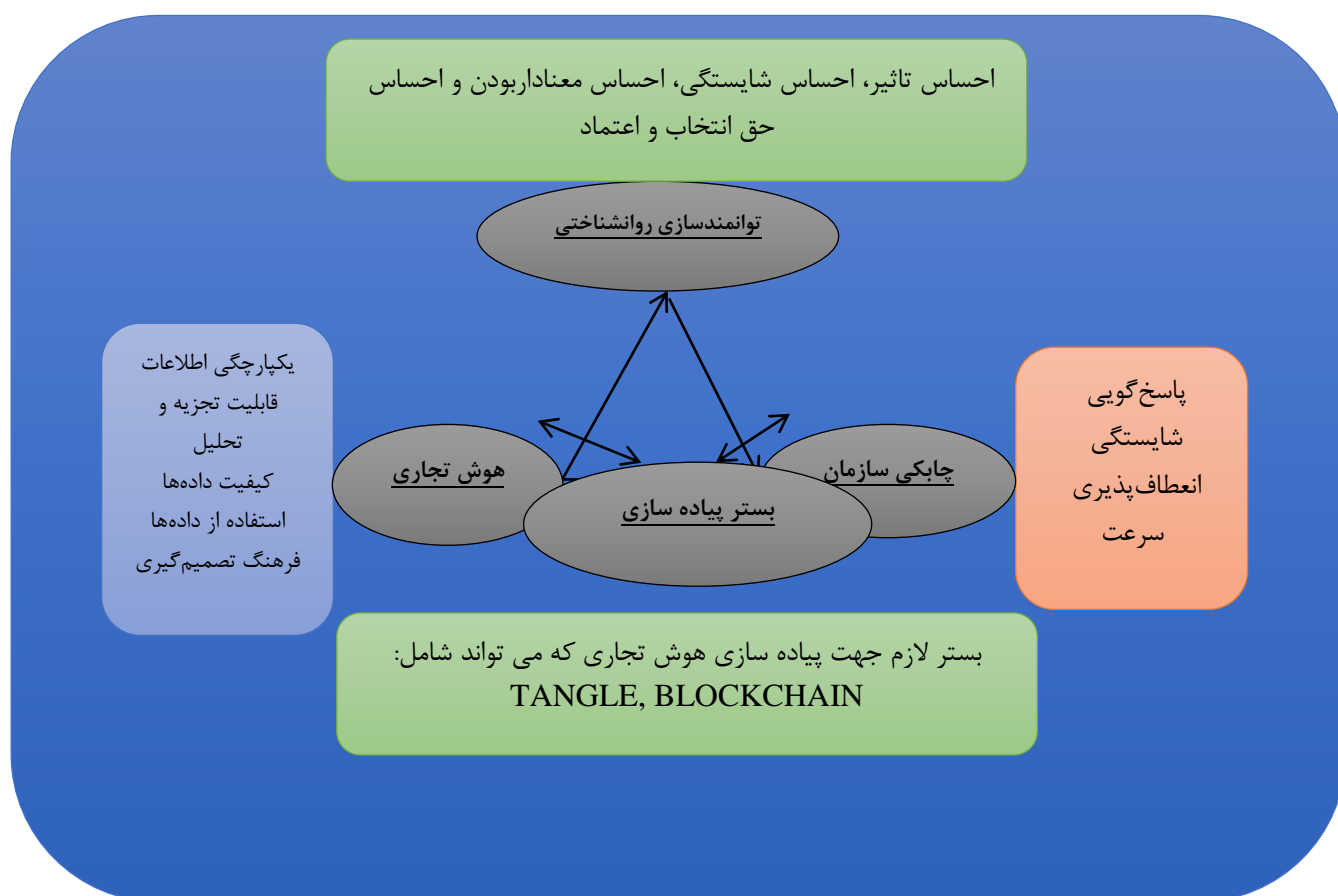 احساس تاثیر، احساس شایستگی، احساس معناداربودن و احساس
حق انتخاب و اعتماد
توانمندسازی روانشناختی
پاسخ‌گویی
شایستگی
انعطاف‌پذیری
سرعت
چابکی سازمان
بستر پیاده سازی
هوش تجاری
یکپارچگی اطلاعات
قابلیت تجزیه و
تحلیل
کیفیت داده‌ها
استفاده از داده‌ها
فرهنگ تصمیم‌گیری
بستر لازم جهت پیاده سازی هوش تجاری که می تواند شامل:
TANGLE, BLOCKCHAIN